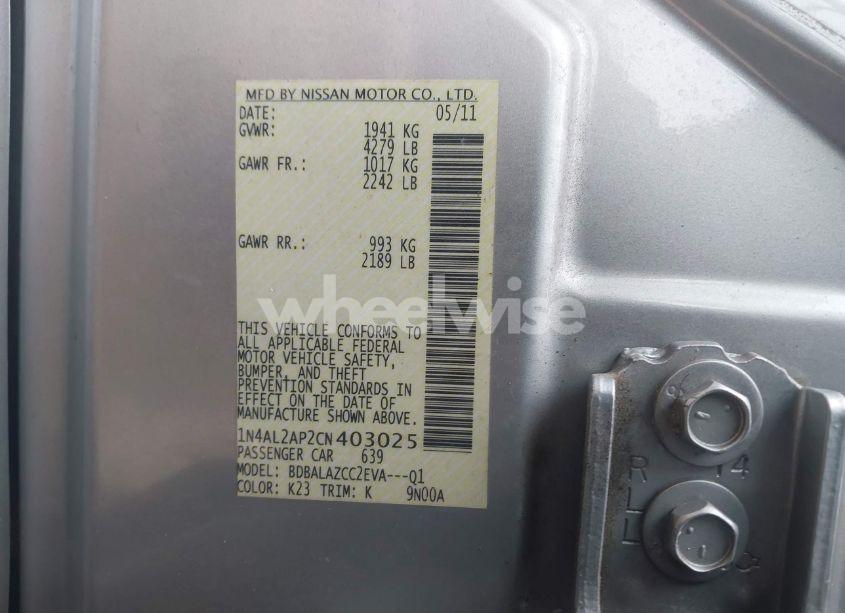 MFD BY NISSAN MOTOR CO., LTD.
DATE: 05/11
GVWR: 1941 KG
4279 LB
GAWR FR.: 1017 KG
2242 LB
GAWR RR.: 993 KG
2189 LB
wheelwise
THIS VEHICLE CONFORMS TO
ALL APPLICABLE FEDERAL
MOTOR VEHICLE SAFETY,
BUMPER, AND THEFT
PREVENTION STANDARDS IN
EFFECT ON THE DATE OF
MANUFACTURE SHOWN ABOVE.
1N4AL2AP2CN403025
PASSENGER CAR 639
MODEL: BDBALAZCC2EVA---Q1
COLOR: K23 TRIM: K 9N00A
R 14
L
L